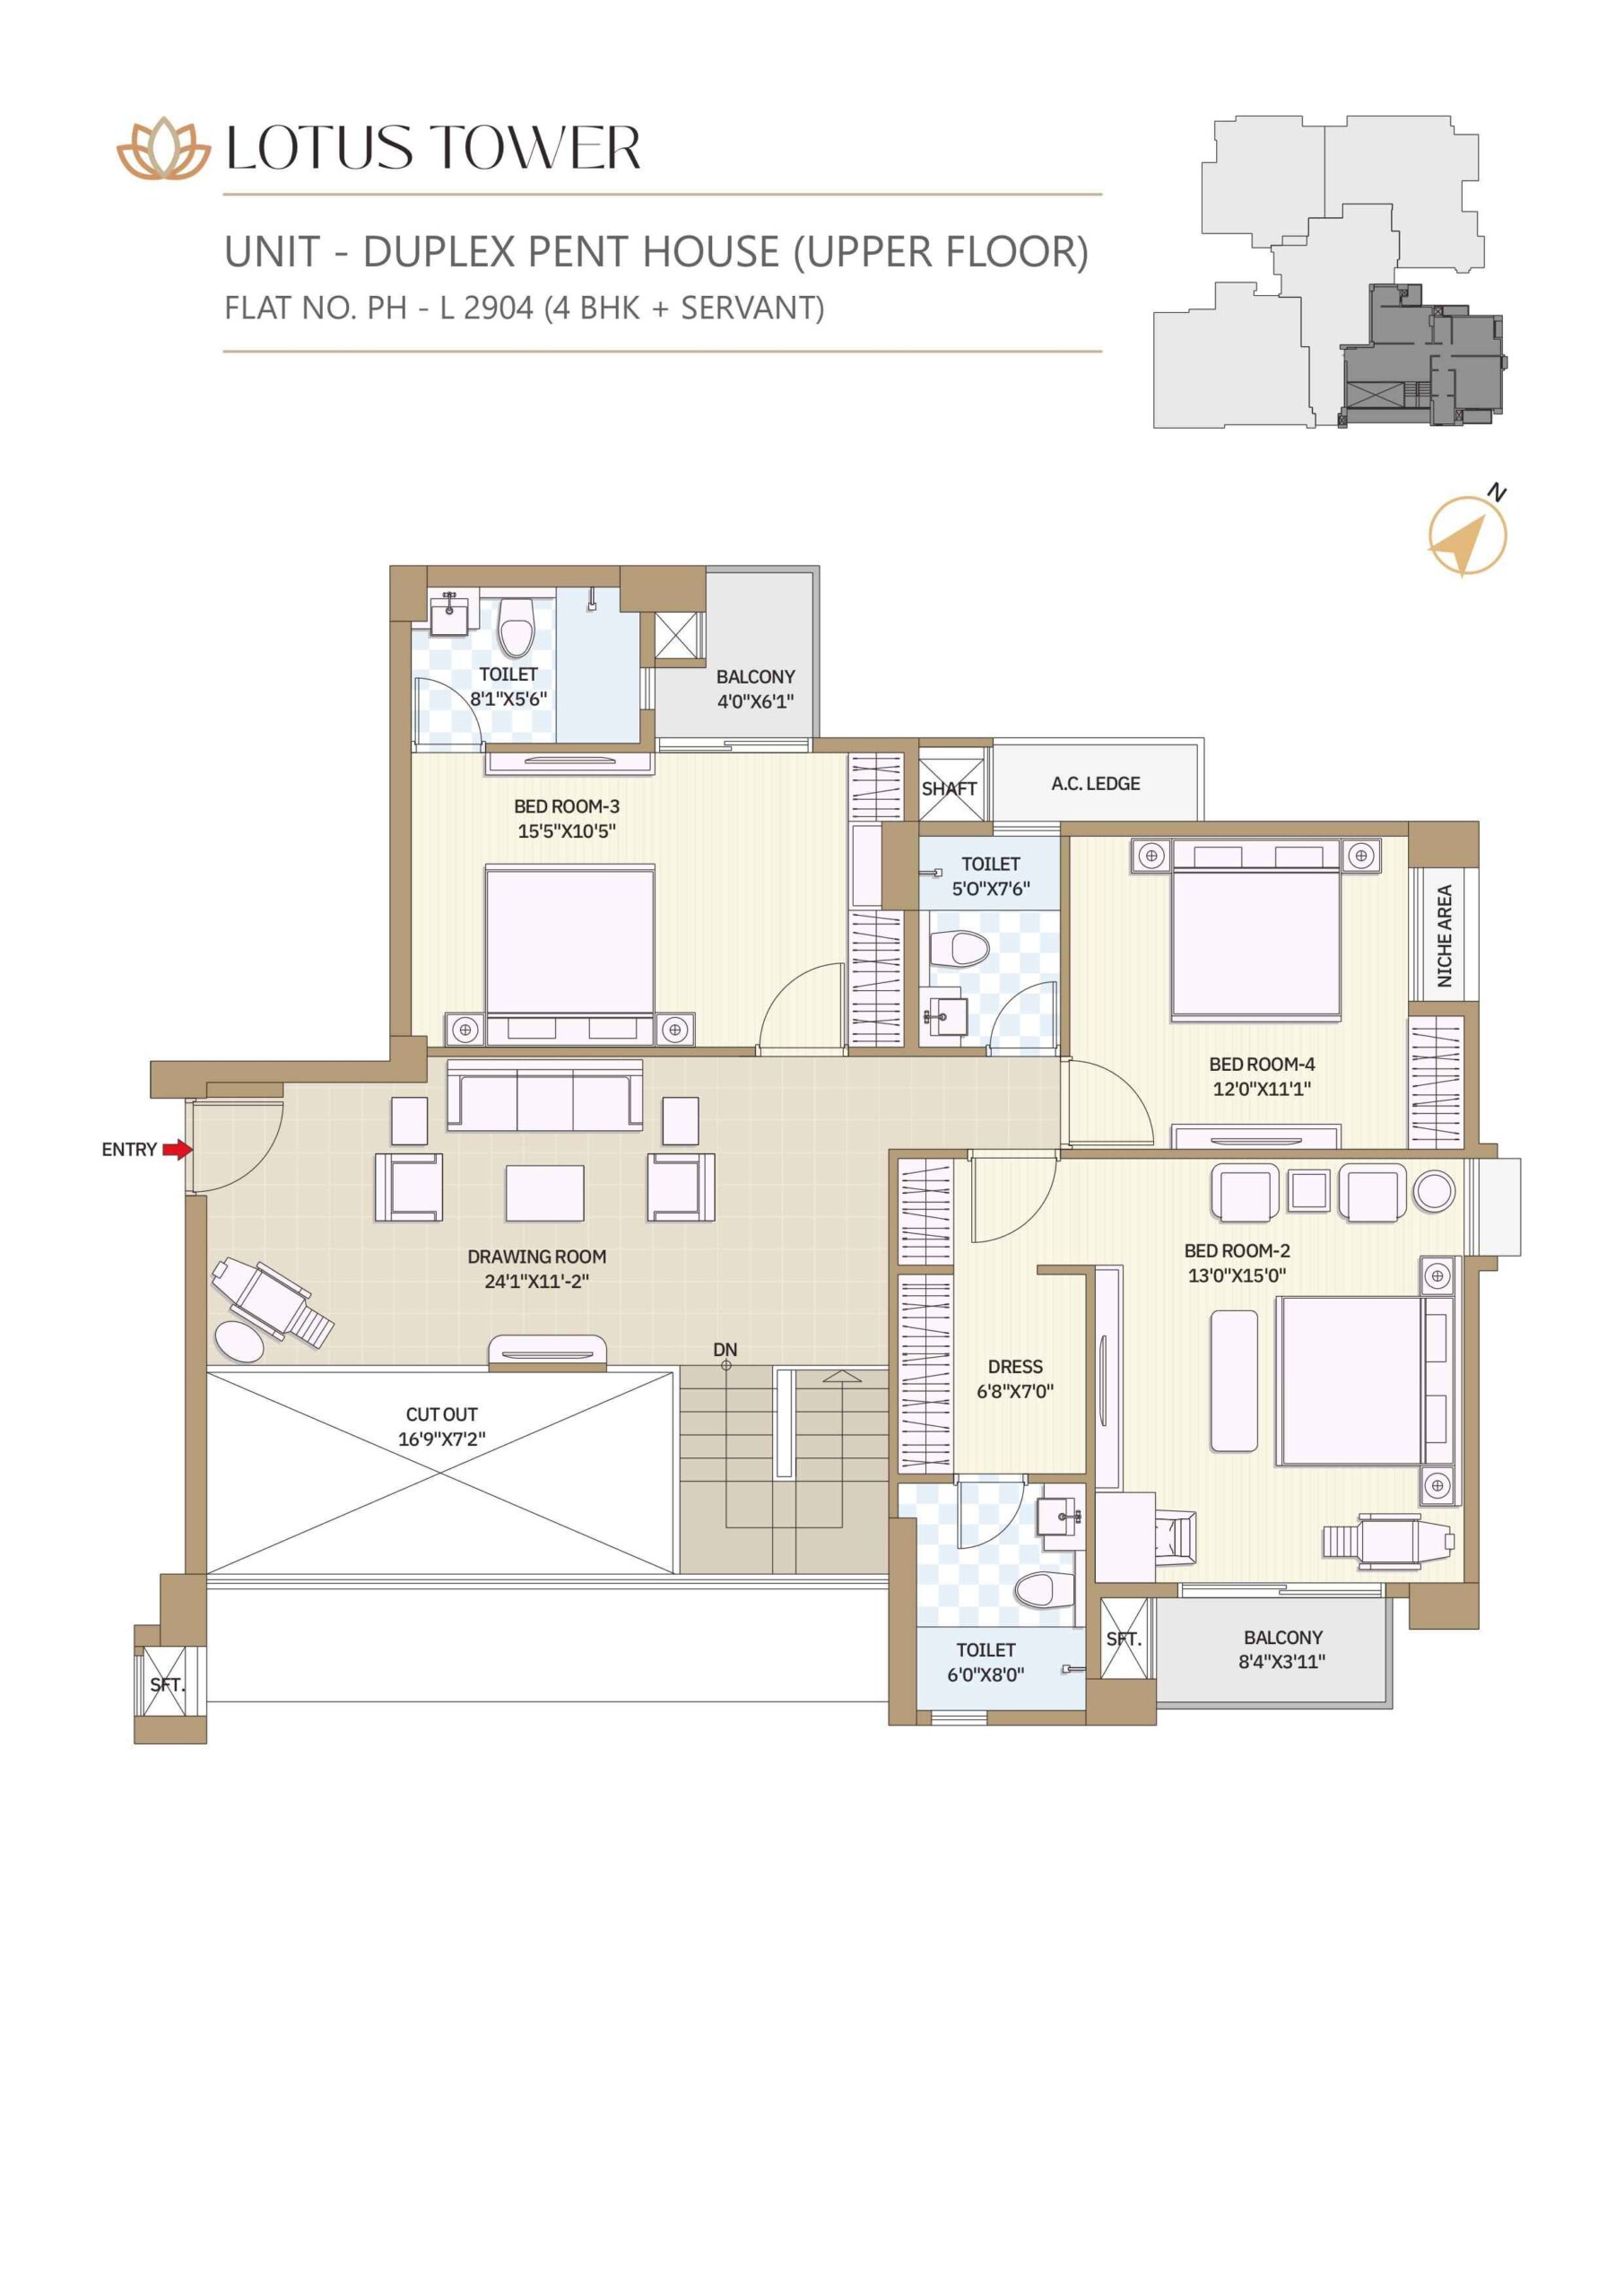 LOTUS TOWER
UNIT - DUPLEX PENT HOUSE (UPPER FLOOR)
FLAT NO. PH - L 2904 (4 BHK + SERVANT)
N
TOILET
8'1"X5'6"
BALCONY
4'0"X6'1"
BED ROOM-3
15'5"X10'5"
SHAFT
A.C. LEDGE
TOILET
5'0"X7'6"
NICHE AREA
BED ROOM-4
12'0"X11'1"
ENTRY
DRAWING ROOM
24'1"X11'-2"
BED ROOM-2
13'0"X15'0"
DN
DRESS
6'8"X7'0"
CUT OUT
16'9"X7'2"
TOILET
6'0"X8'0"
SFT.
BALCONY
8'4"X3'11"
SFT.